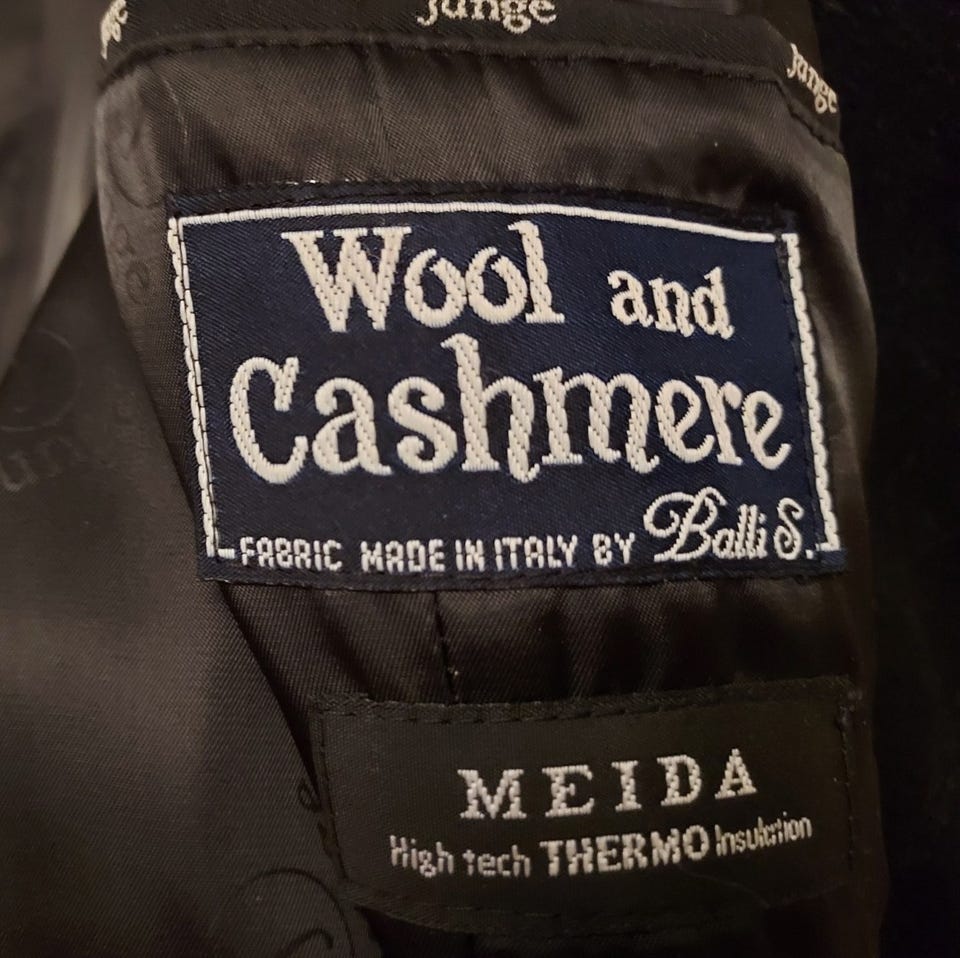 junge
junge
Wool and
Cashmere
FABRIC MADE IN ITALY BY Balli S.
MEIDA
High tech THERMO Insulation